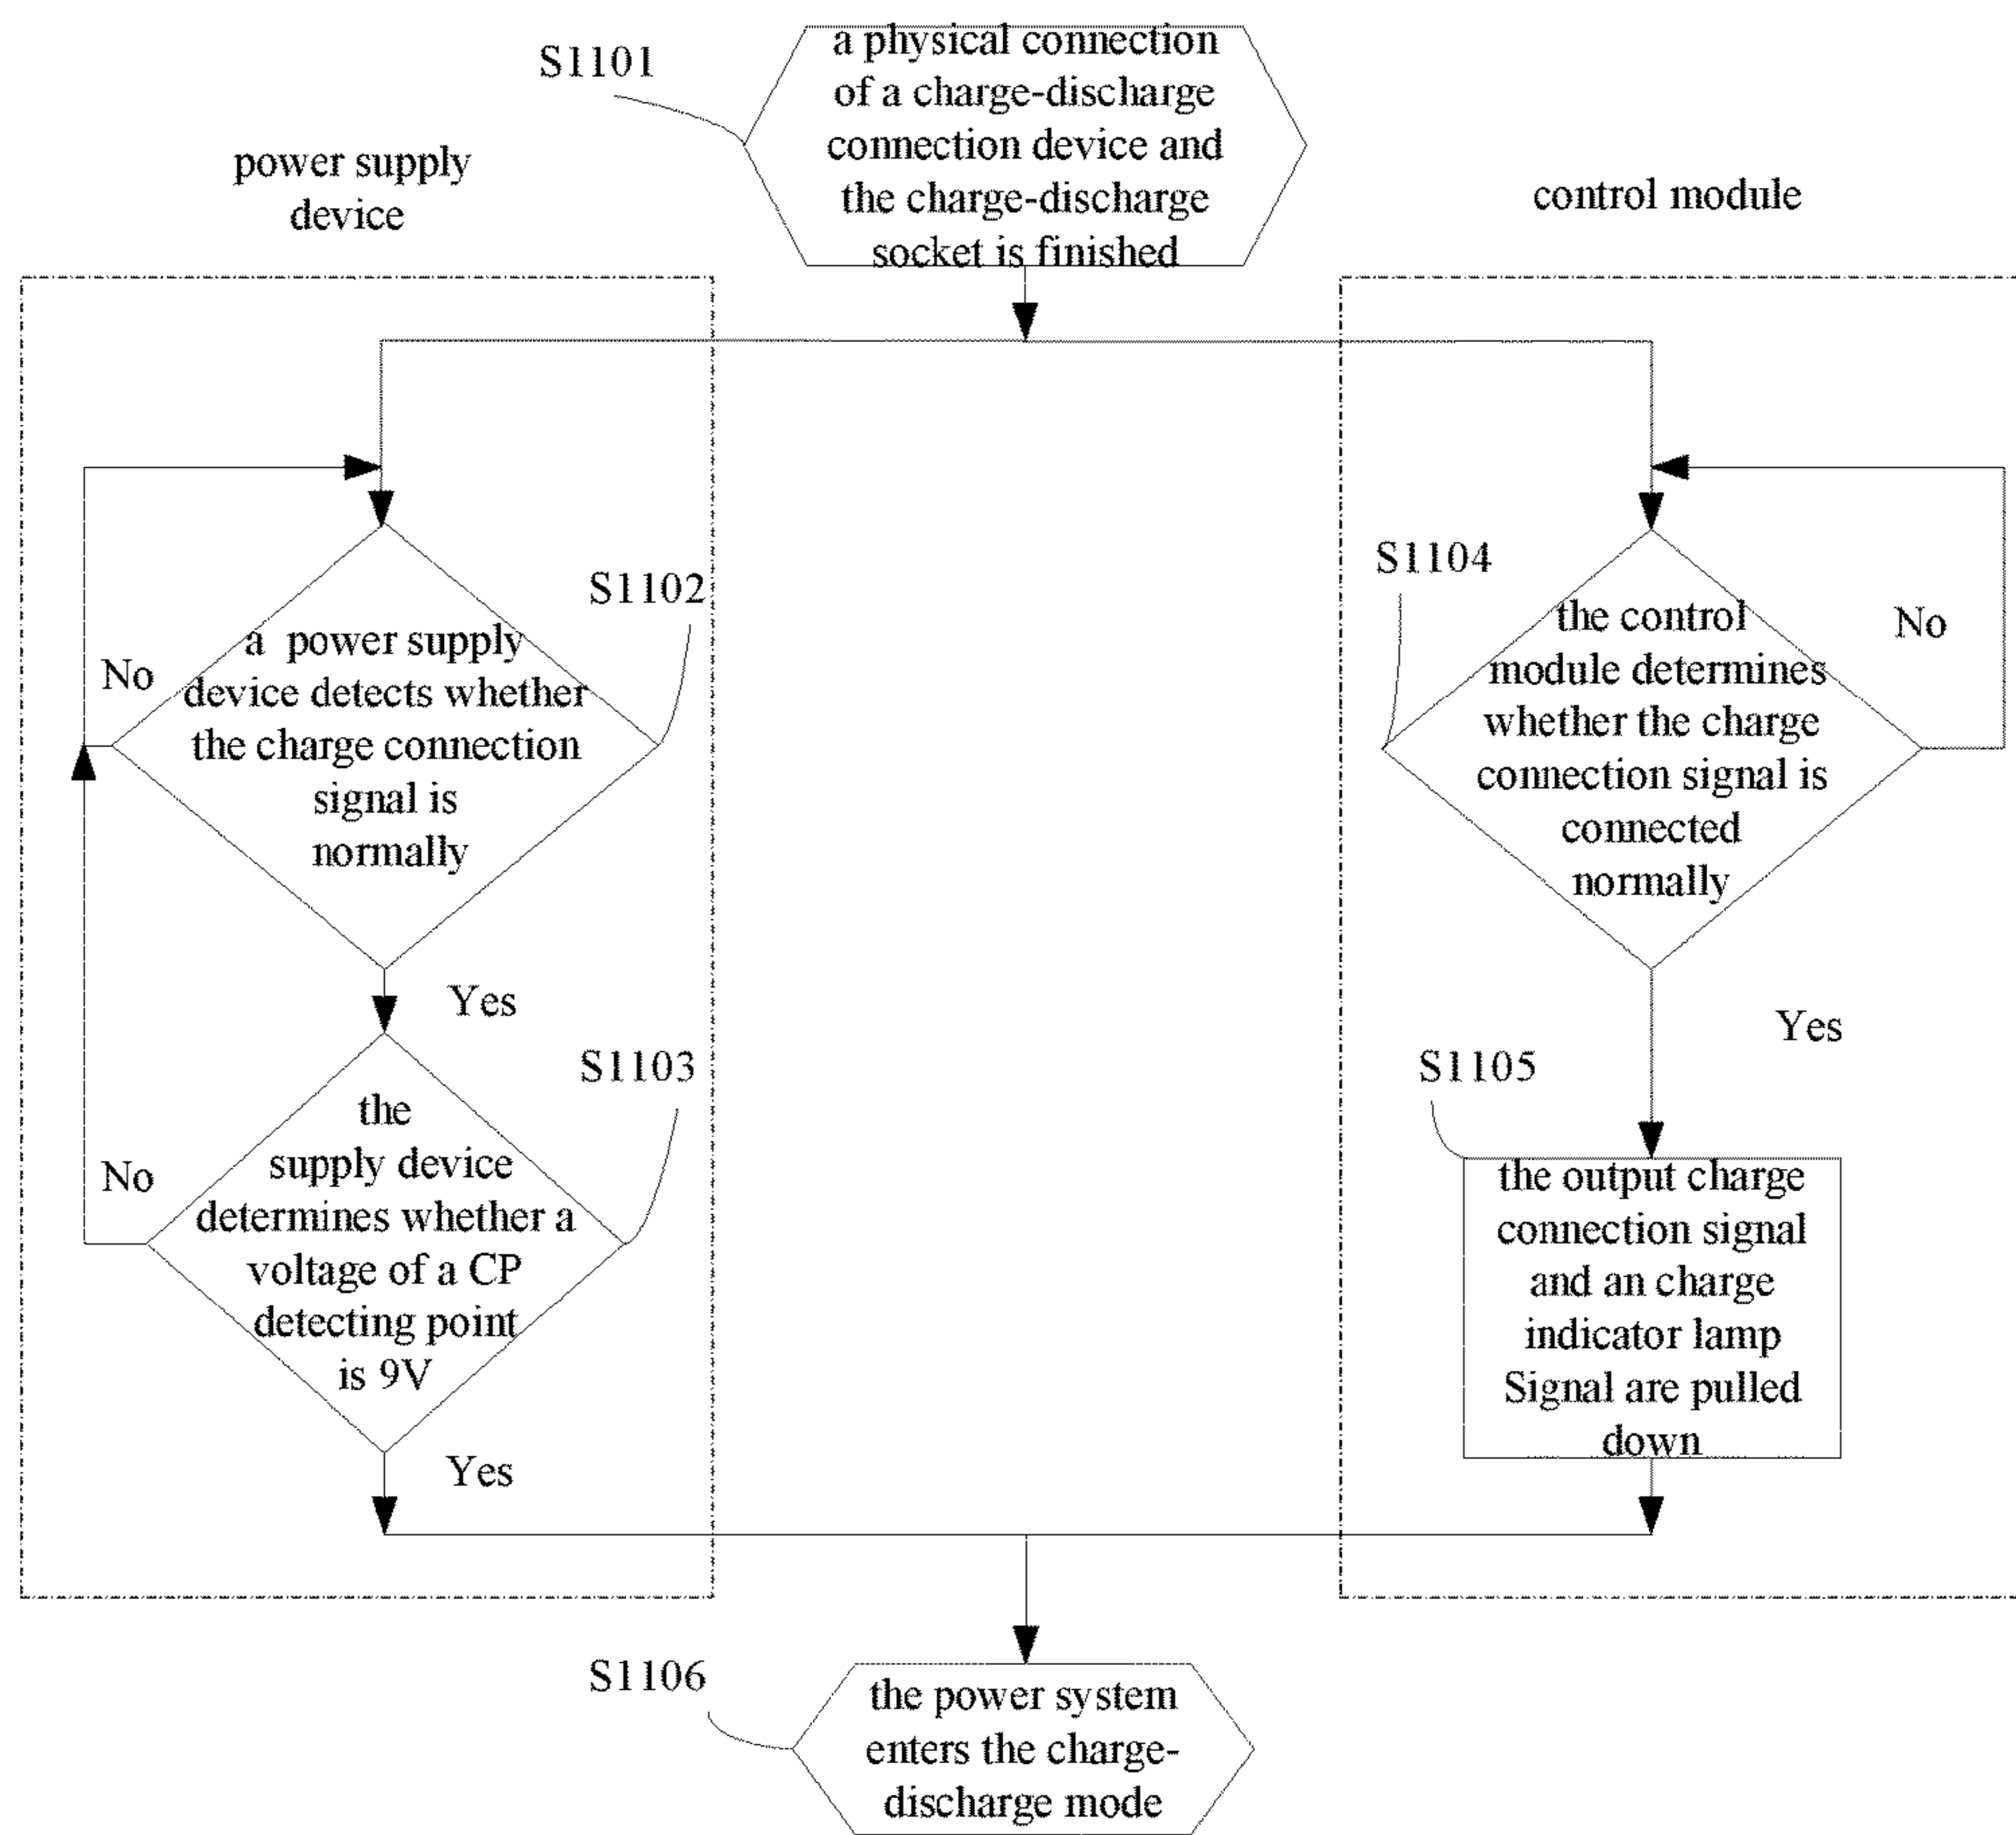 S1101
a physical connection
of a charge-discharge
connection device and
the charge-discharge
socket is finished
power supply
device
control module
S1102
No
a power supply
device detects whether
the charge connection
signal is
normally
Yes
S1103
No
the
supply device
determines whether a
voltage of a CP
detecting point
is 9V
Yes
S1104
No
the control
module determines
whether the charge
connection signal is
connected
normally
Yes
S1105
the output charge
connection signal
and an charge
indicator lamp
Signal are pulled
down
S1106
the power system
enters the charge-
discharge mode